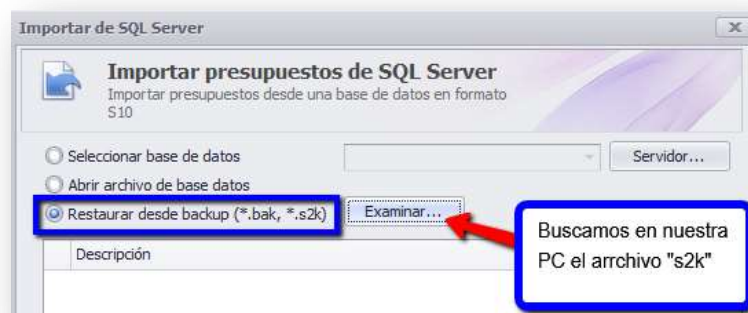 Importar de SQL Server
Importar presupuestos de SQL Server
Importar presupuestos desde una base de datos en formato
S10
Seleccionar base de datos
Servidor...
Abrir archivo de base datos
Restaurar desde backup (*.bak, *.s2k)
Examinar...
Buscamos en nuestra
PC el arrchivo "s2k"
Descripción